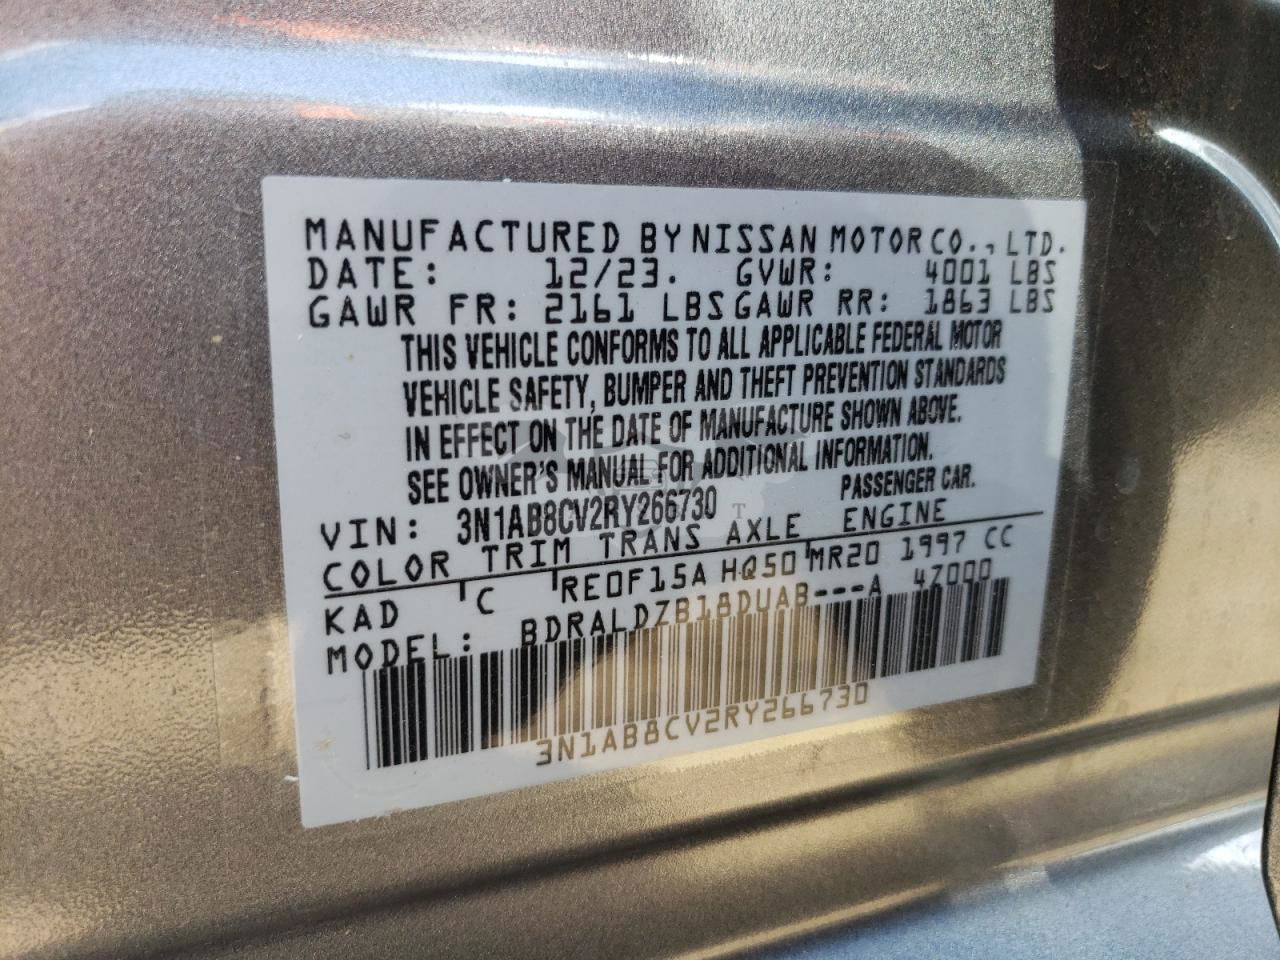 MANUFACTURED BY NISSAN MOTOR CO., LTD.
DATE: 12/23. GVWR: 4001 LBS
GAWR FR: 2161 LBS GAWR RR: 1863 LBS
THIS VEHICLE CONFORMS TO ALL APPLICABLE FEDERAL MOTOR
VEHICLE SAFETY, BUMPER AND THEFT PREVENTION STANDARDS
IN EFFECT ON THE DATE OF MANUFACTURE SHOWN ABOVE.
SEE OWNER'S MANUAL FOR ADDITIONAL INFORMATION.
VIN: 3N1AB8CV2RY266730 PASSENGER CAR.
COLOR TRIM TRANS AXLE ENGINE
KAD C RE0F15A HQ50 MR20 1997 CC
MODEL: BDRALDZB18DUAB---A 4Z000
3N1AB8CV2RY266730